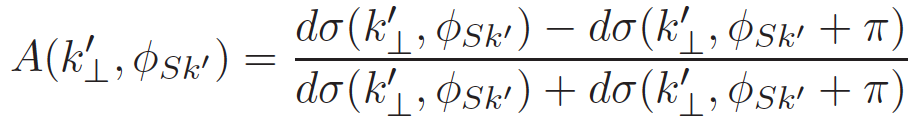 A(k′⊥, ϕSk′) = dσ(k′⊥, ϕSk′) − dσ(k′⊥, ϕSk′ + π)
dσ(k′⊥, ϕSk′) + dσ(k′⊥, ϕSk′ + π)